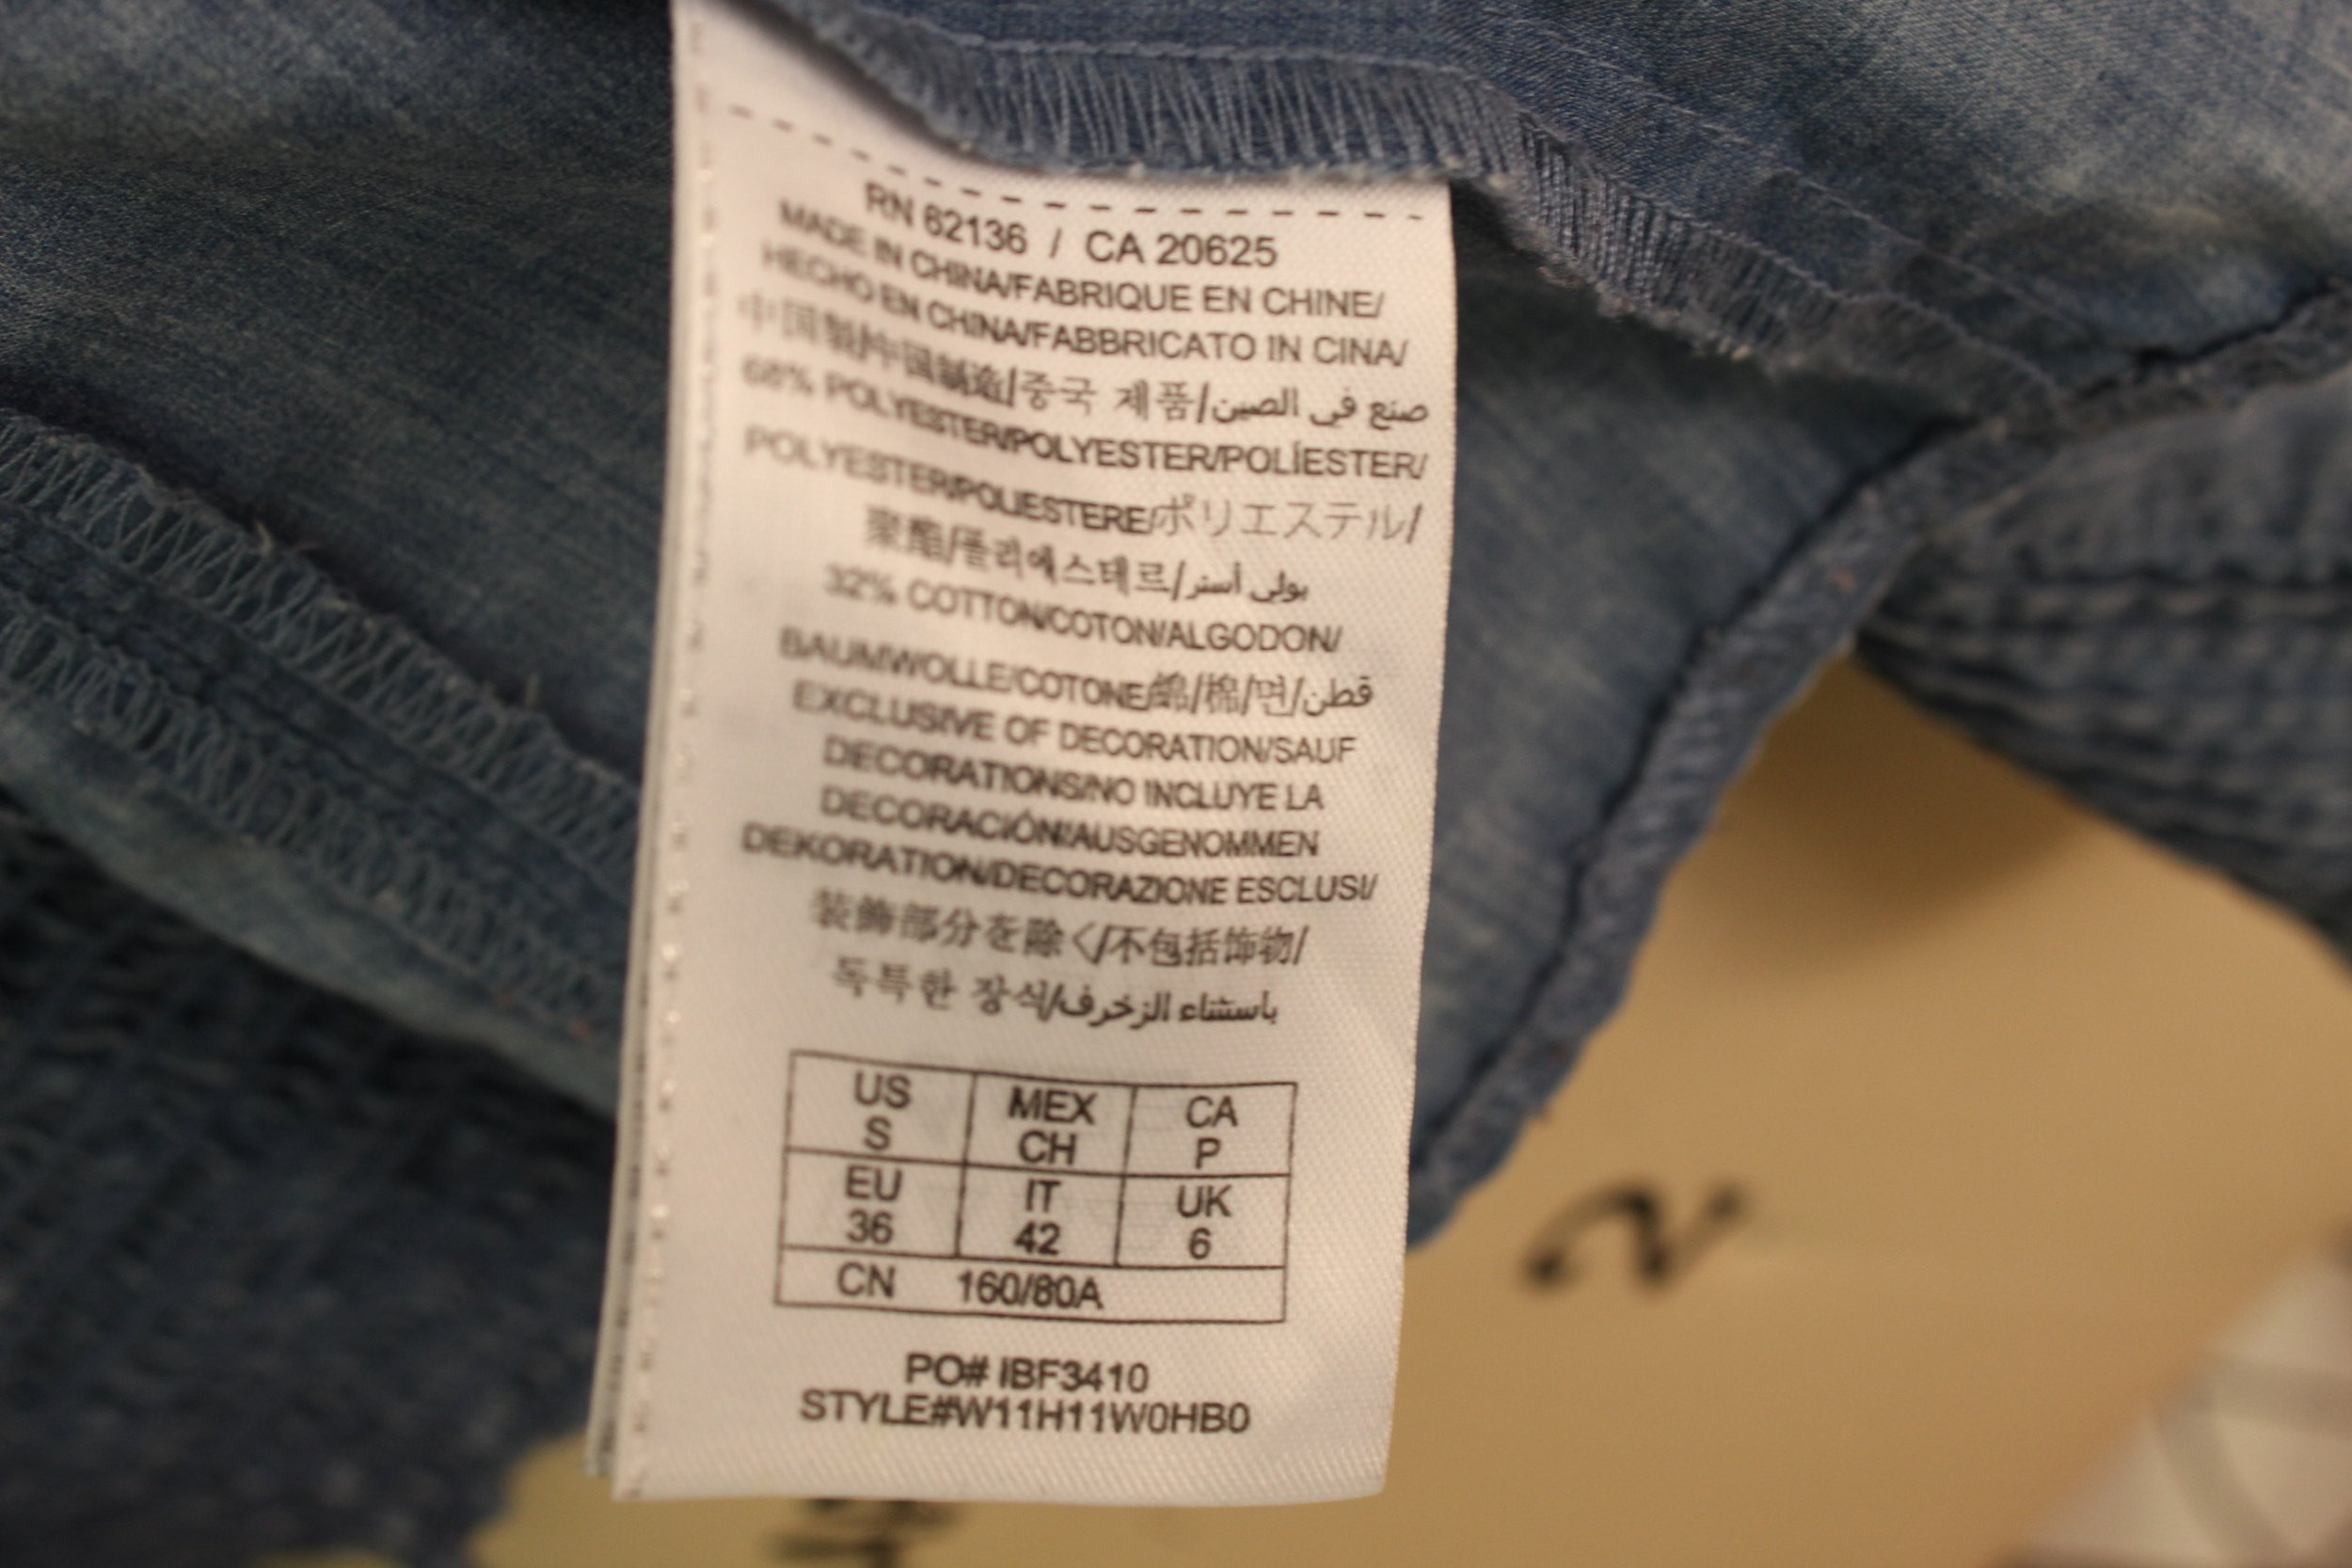 RN 62136 / CA 20625
MADE IN CHINA/FABRIQUE EN CHINE/
HECHO EN CHINA/FABBRICATO IN CINA/
中国製/中国制造/중국 제품/صنع في الصين
68% POLYESTER/POLYESTER/POLÍESTER/
POLYESTER/POLIESTERE/ポリエステル/
聚酯/폴리에스테르/بولي أستر
32% COTTON/COTON/ALGODON/
BAUMWOLLE/COTONE/綿/棉/면/قطن
EXCLUSIVE OF DECORATION/SAUF
DECORATIONS/NO INCLUYE LA
DECORACIÓN/AUSGENOMMEN
DEKORATION/DECORAZIONE ESCLUSI/
装飾部分を除く/不包括饰物/
독특한 장식/باستثناء الزخرف
US MEX CA
S CH P
EU IT UK
36 42 6
CN 160/80A
PO# IBF3410
STYLE#W11H11W0HB0